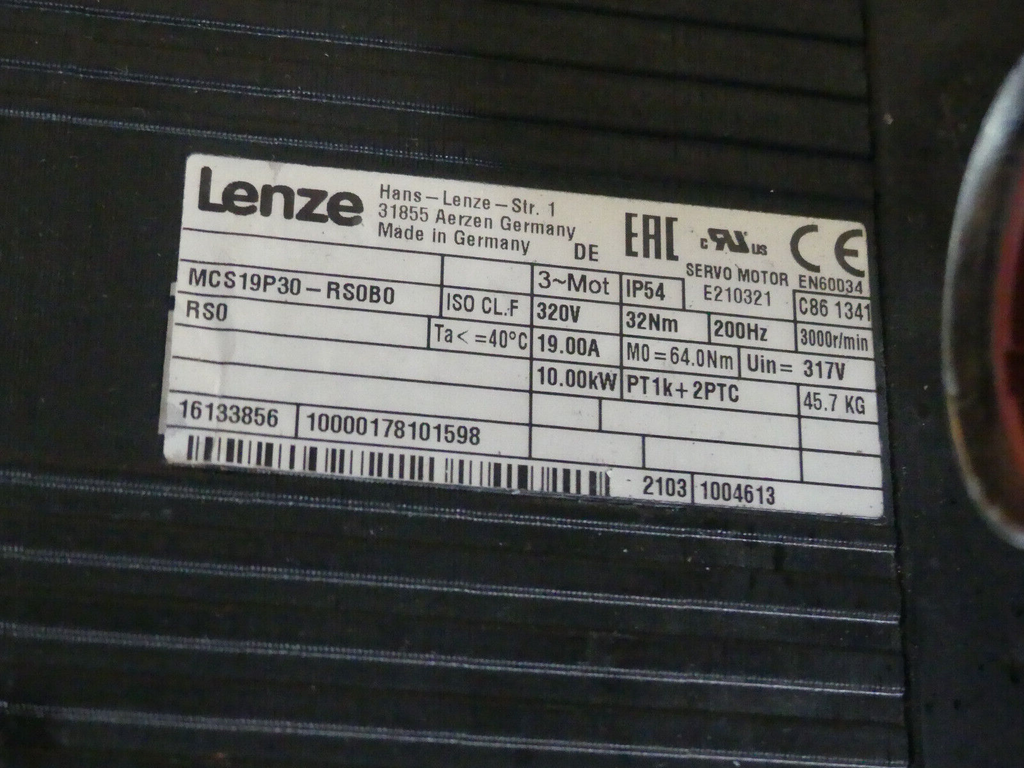 Lenze
Hans-Lenze-Str. 1
31855 Aerzen Germany
Made in Germany
DE
EAC
c RU us
CE
SERVO MOTOR
E210321
EN60034
MCS19P30-RS0B0
3~Mot
IP54
C86 1341
RS0
ISO CL.F
320V
32Nm
200Hz
3000r/min
Ta<=40°C
19.00A
M0=64.0Nm
Uin= 317V
10.00kW
PT1k+2PTC
45.7 KG
16133856
10000178101598
2103
1004613